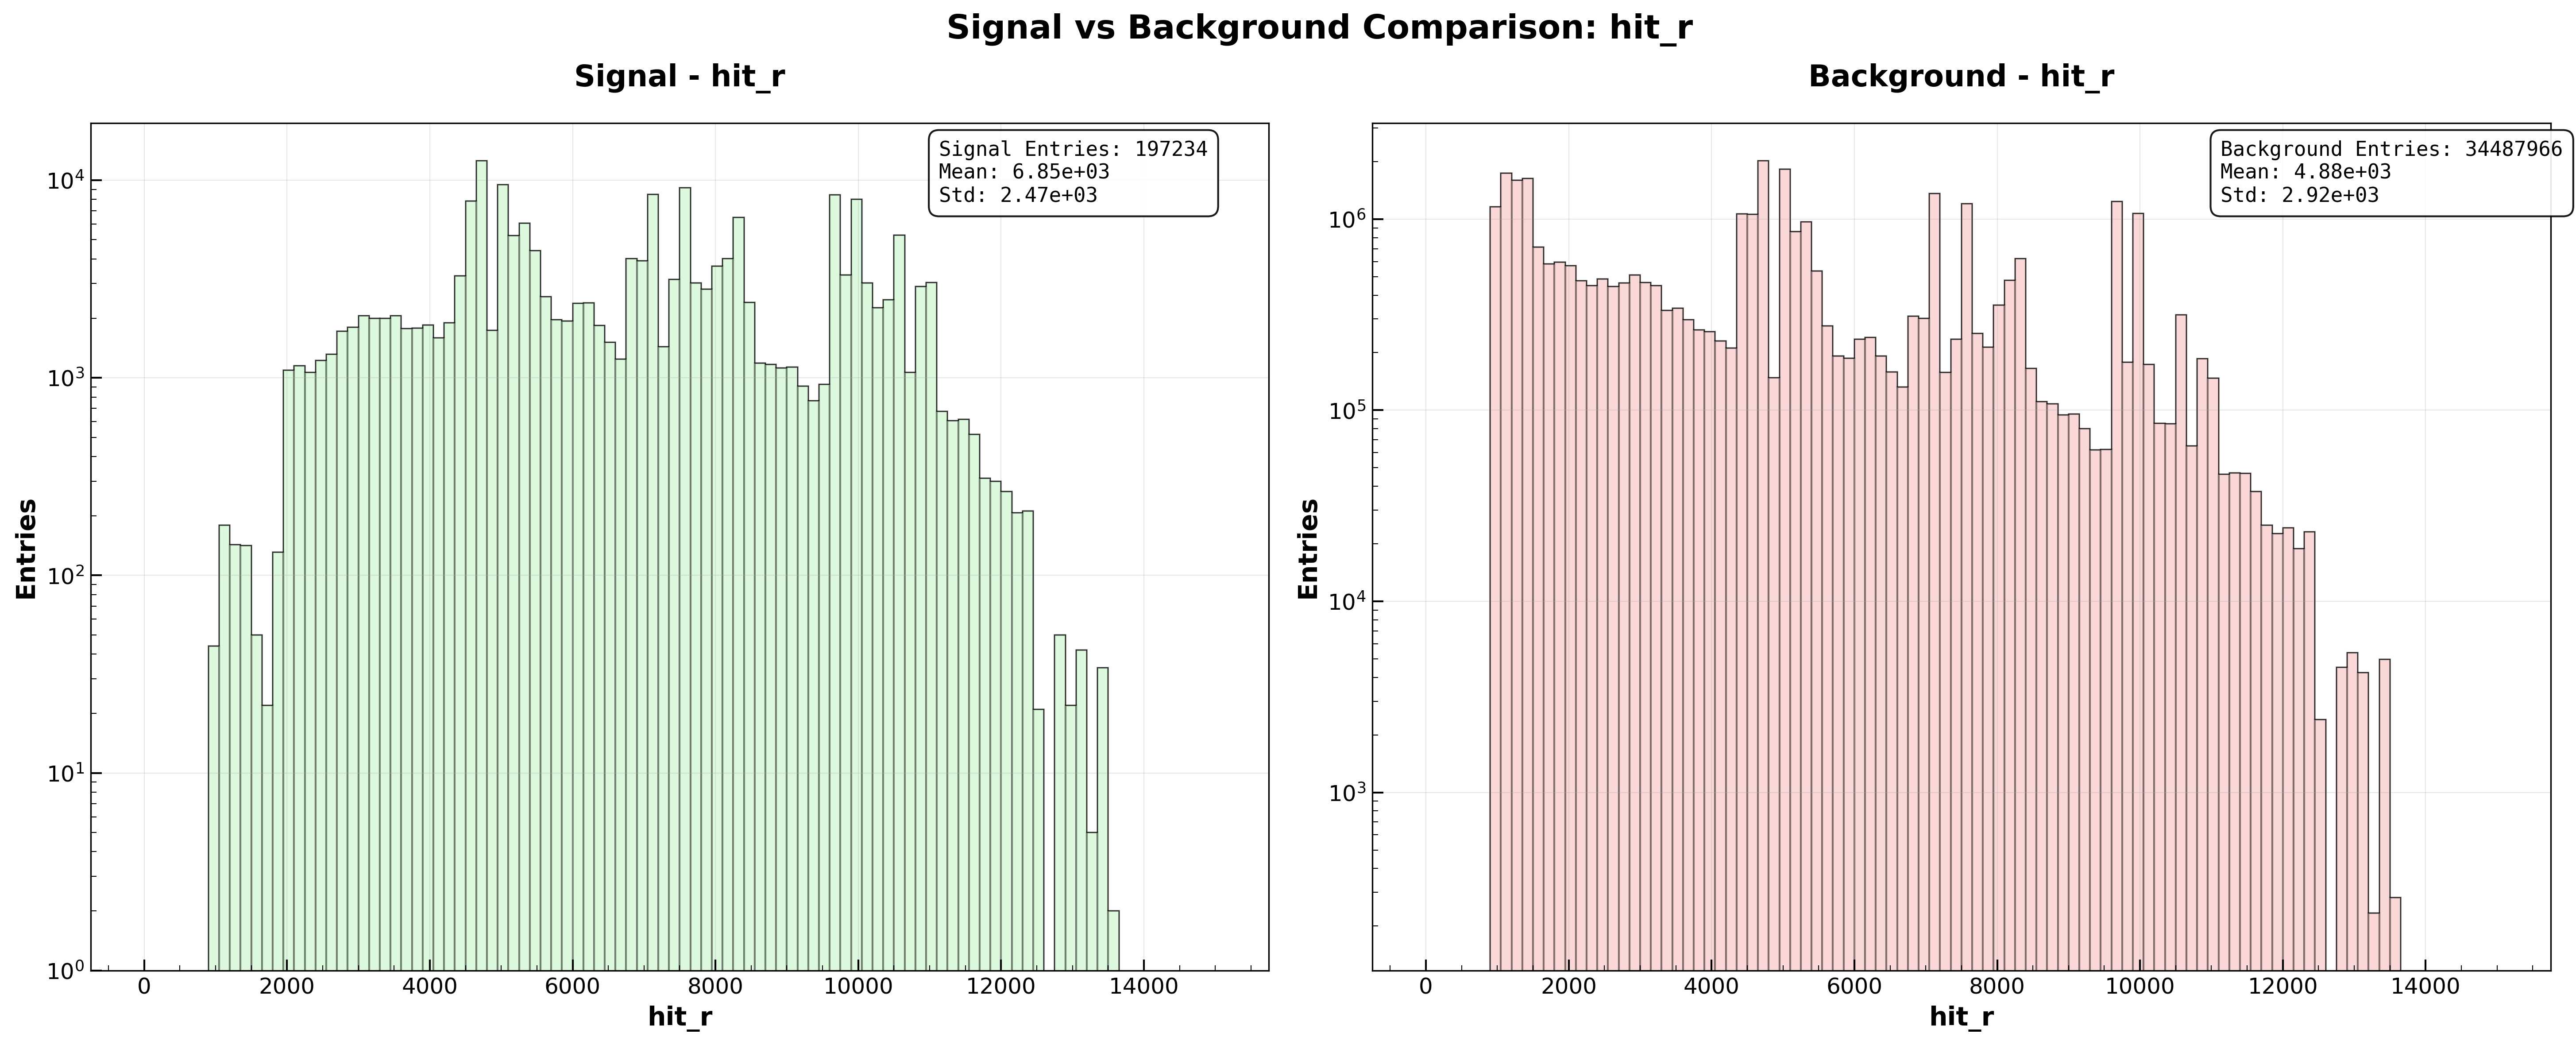 Signal vs Background Comparison: hit_r
Signal - hit_r
Signal Entries: 197234
Mean: 6.85e+03
Std: 2.47e+03
Entries
10⁴
10³
10²
10¹
10⁰
0 2000 4000 6000 8000 10000 12000 14000
hit_r
Background - hit_r
Background Entries: 34487966
Mean: 4.88e+03
Std: 2.92e+03
Entries
10⁶
10⁵
10⁴
10³
0 2000 4000 6000 8000 10000 12000 14000
hit_r